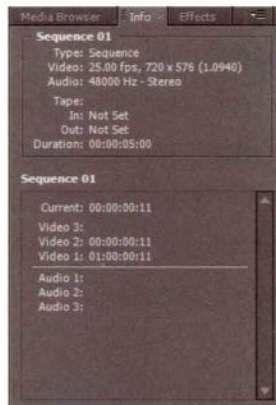 Media Browser Info × Effects
Sequence 01
Type: Sequence
Video: 25.00 fps, 720 x 576 (1.0940)
Audio: 48000 Hz - Stereo
Tape:
In: Not Set
Out: Not Set
Duration: 00:00:05:00
Sequence 01
Current: 00:00:00:11
Video 3:
Video 2: 00:00:00:11
Video 1: 01:00:00:11
Audio 1:
Audio 2:
Audio 3: